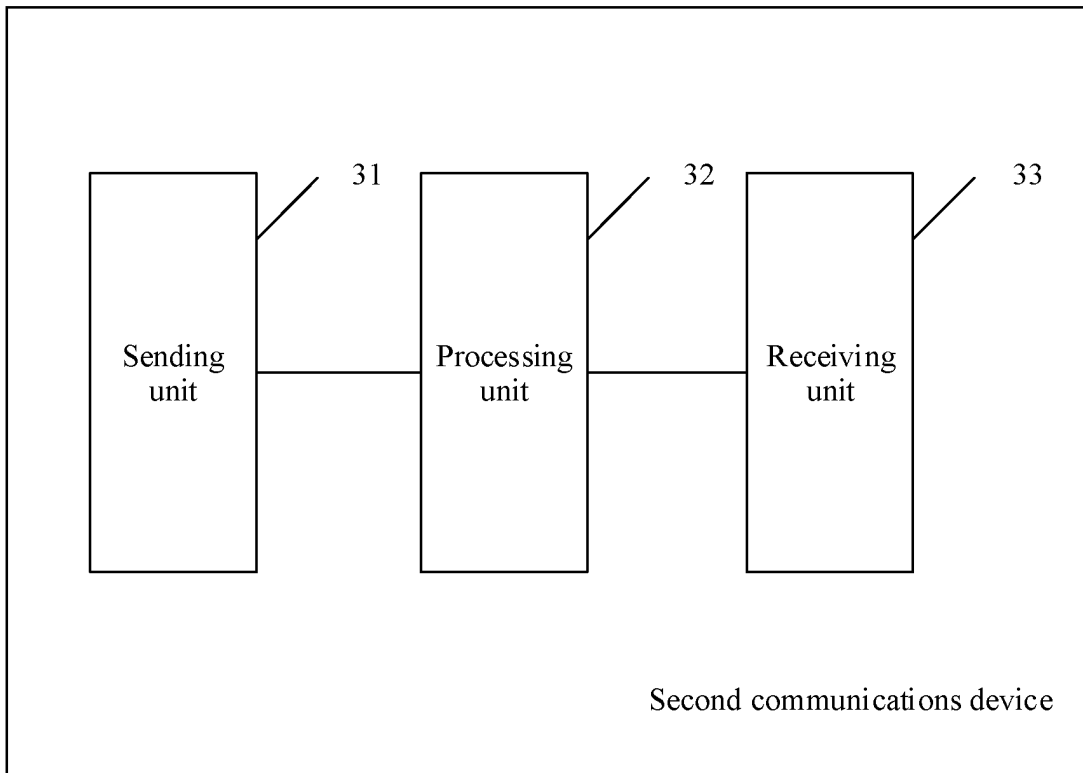 31
32
33
Sending
unit
Processing
unit
Receiving
unit
Second communications device